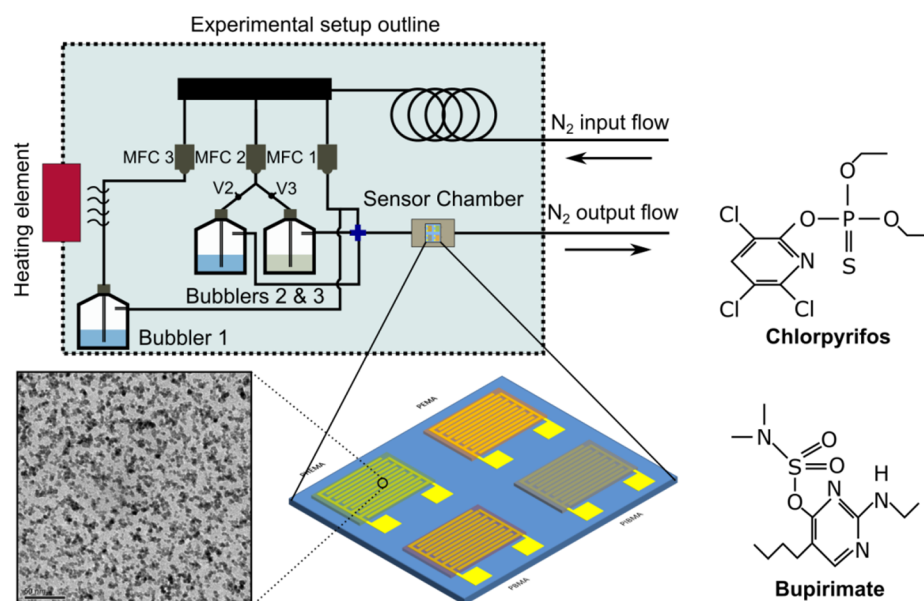 Experimental setup outline
MFC 3
MFC 2
MFC 1
V2
V3
Heating element
Bubbler 1
Bubblers 2 & 3
Sensor Chamber
N₂ input flow
N₂ output flow
PEMA
PHEMA
PIBMA
PBMA
O
O P O
Cl
S
N
Cl
Cl
Chlorpyrifos
N
O
S
O
O
N
H
N
N
Bupirimate